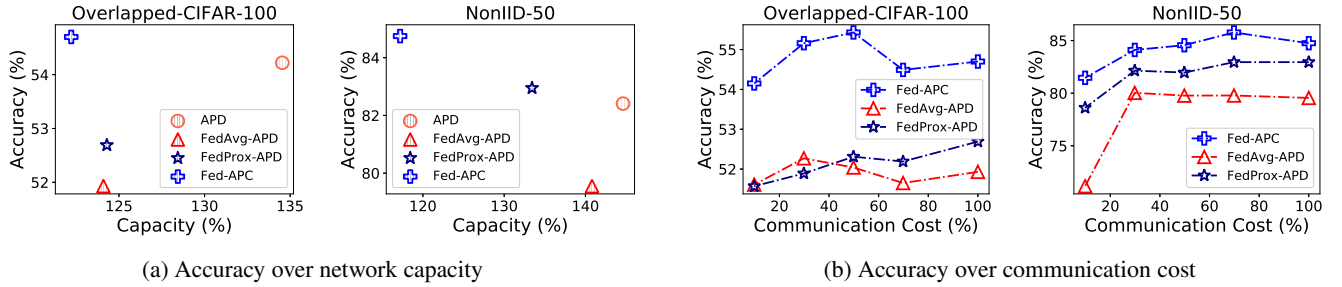 Overlapped-CIFAR-100
Accuracy (%)
54
53
52
125
130
135
Capacity (%)
APD
FedAvg-APD
FedProx-APD
Fed-APC
NonIID-50
Accuracy (%)
84
82
80
120
130
140
Capacity (%)
APD
FedAvg-APD
FedProx-APD
Fed-APC
(a) Accuracy over network capacity
Overlapped-CIFAR-100
Accuracy (%)
55
54
53
52
20
40
60
80
100
Communication Cost (%)
Fed-APC
FedAvg-APD
FedProx-APD
NonIID-50
Accuracy (%)
85
80
75
20
40
60
80
100
Communication Cost (%)
Fed-APC
FedAvg-APD
FedProx-APD
(b) Accuracy over communication cost